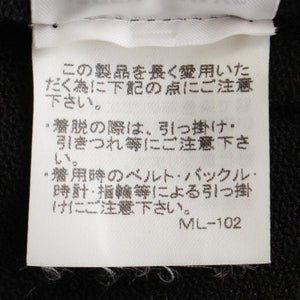 この製品を長く愛用いた
だく為に下記の点にご注意
下さい。
・着脱の際は、引っ掛け・
引きつれ等にご注意下さ
い。
・着用時のベルト・バックル・
時計・指輪等による引っ掛
けにご注意下さい。
ML-102